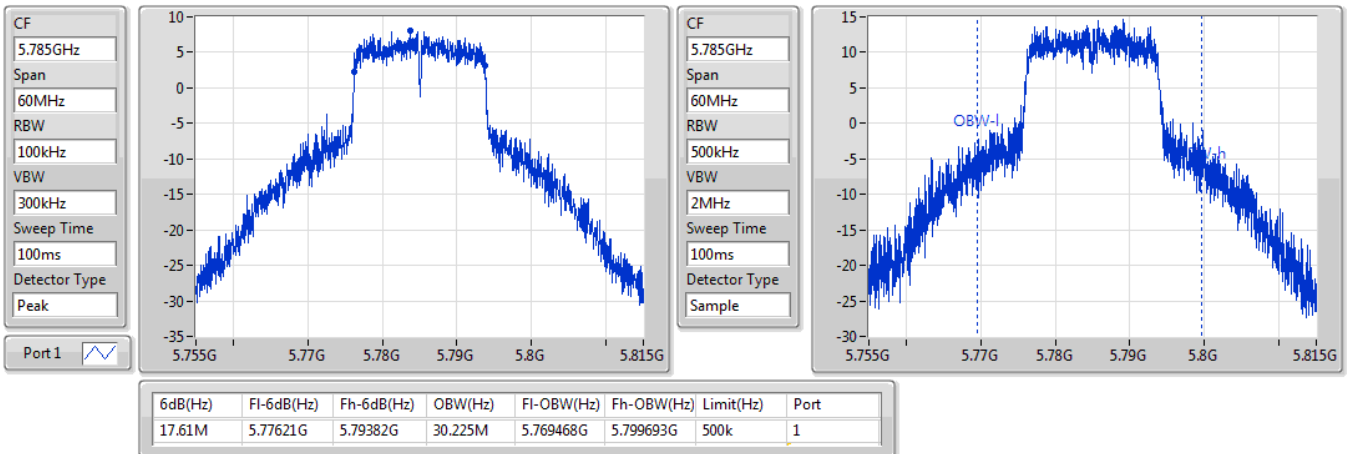 CF
5.785GHz
Span
60MHz
RBW
100kHz
VBW
300kHz
Sweep Time
100ms
Detector Type
Peak
Port 1
10-
5-
0-
-5-
-10-
-15-
-20-
-25-
-30-
-35-
5.755G 5.77G 5.78G 5.79G 5.8G 5.815G
CF
5.785GHz
Span
60MHz
RBW
500kHz
VBW
2MHz
Sweep Time
100ms
Detector Type
Sample
15-
10-
5-
0-
-5-
-10-
-15-
-20-
-25-
-30-
OBW-l
-h
5.755G 5.77G 5.78G 5.79G 5.8G 5.815G
6dB(Hz) Fl-6dB(Hz) Fh-6dB(Hz) OBW(Hz) Fl-OBW(Hz) Fh-OBW(Hz) Limit(Hz) Port
17.61M 5.77621G 5.79382G 30.225M 5.769468G 5.799693G 500k 1